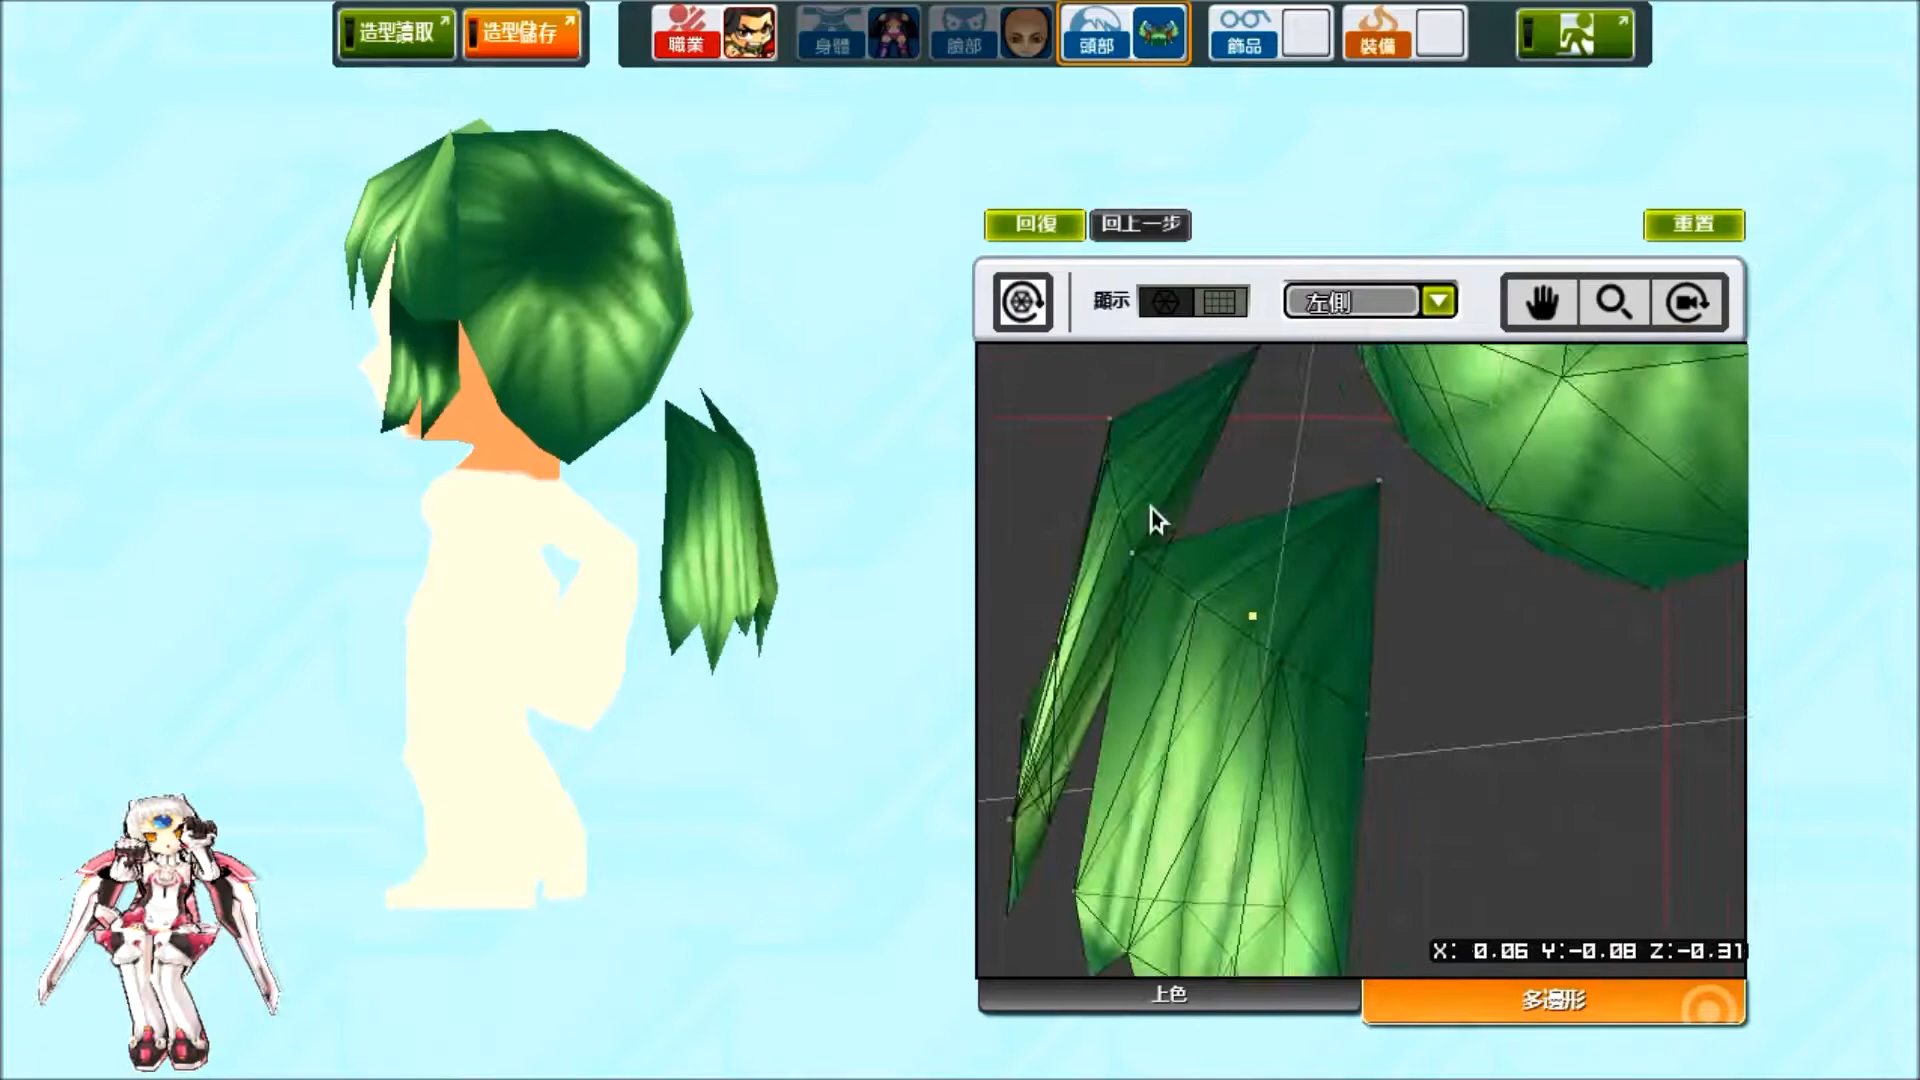 造型讀取
造型儲存
職業
身體
臉部
頭部
飾品
裝備
回復
回上一步
重置
顯示
左側
X: 0.06 Y:-0.08 Z:-0.31
上色
多邊形